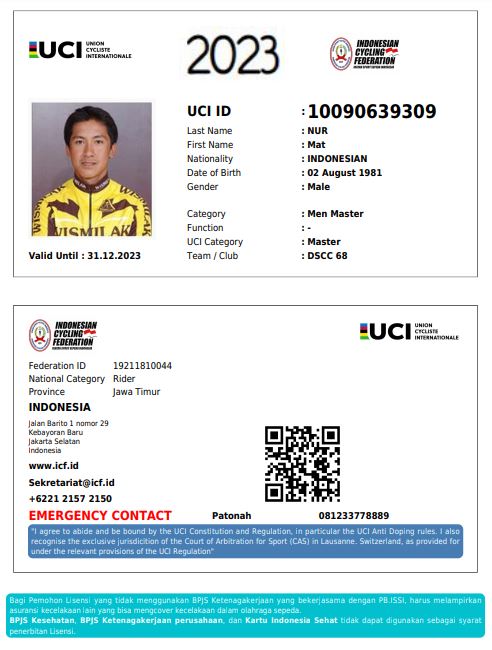 UCI UNION
CYCLISTE
INTERNATIONALE
2023
INDONESIAN
CYCLING
FEDERATION
UCI ID : 10090639309
Last Name : NUR
First Name : Mat
Nationality : INDONESIAN
Date of Birth : 02 August 1981
Gender : Male
Category : Men Master
Function : -
UCI Category : Master
Team / Club : DSCC 68
WISMILAK
Valid Until : 31.12.2023
INDONESIAN
CYCLING
FEDERATION
UCI UNION
CYCLISTE
INTERNATIONALE
Federation ID 19211810044
National Category Rider
Province Jawa Timur
INDONESIA
Jalan Barito 1 nomor 29
Kebayoran Baru
Jakarta Selatan
Indonesia
www.icf.id
Sekretariat@icf.id
+6221 2157 2150
EMERGENCY CONTACT Patonah 081233778889
"I agree to abide and be bound by the UCI Constitution and Regulation, in particular the UCI Anti Doping rules. I also
recognise the exclusive jurisdicition of the Court of Arbitration for Sport (CAS) in Lausanne. Switzerland, as provided for
under the relevant provisions of the UCI Regulation"
Bagi Pemohon Lisensi yang tidak menggunakan BPJS Ketenagakerjaan yang bekerjasama dengan PB.ISSI, harus melampirkan
asuransi kecelakaan lain yang bisa mengcover kecelakaan dalam olahraga sepeda.
BPJS Kesehatan, BPJS Ketenagakerjaan perusahaan, dan Kartu Indonesia Sehat tidak dapat digunakan sebagai syarat
penerbitan Lisensi.